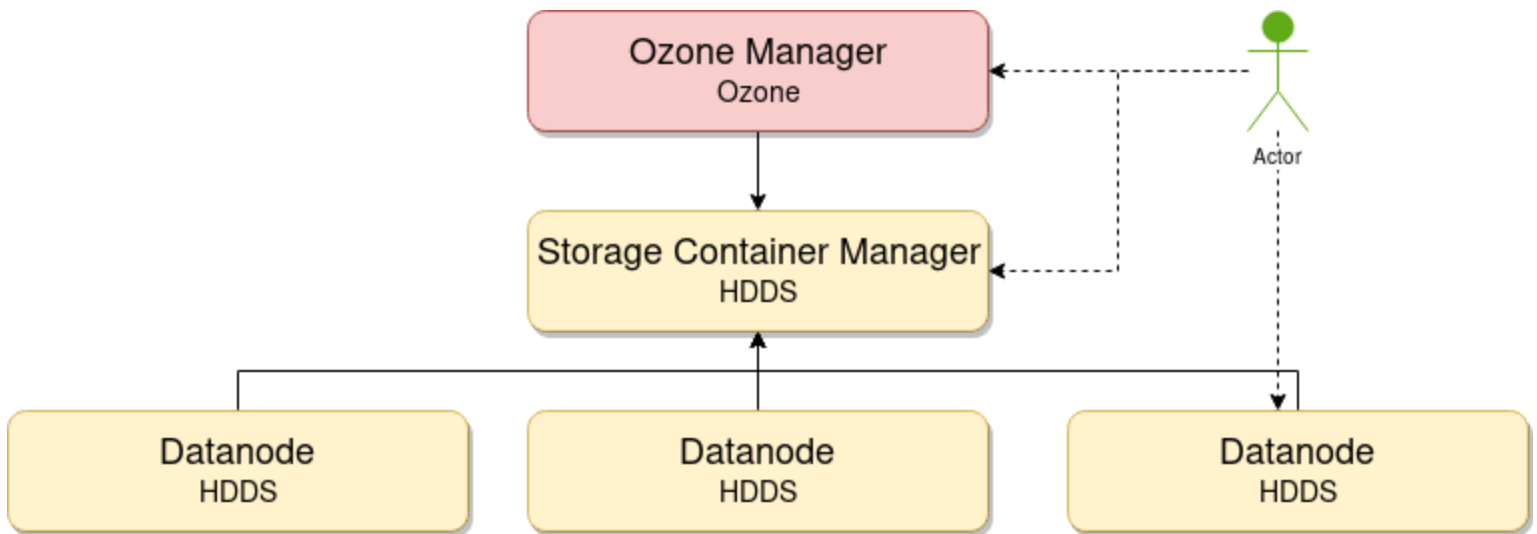 Ozone Manager
Ozone
Actor
Storage Container Manager
HDDS
Datanode
HDDS
Datanode
HDDS
Datanode
HDDS